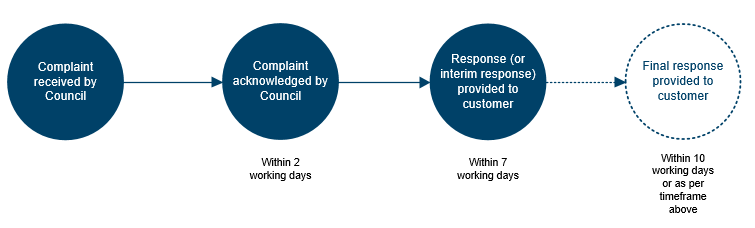 Complaint
received by
Council
Complaint
acknowledged by
Council
Within 2
working days
Response (or
interim response)
provided to
customer
Within 7
working days
Final response
provided to
customer
Within 10
working days
or as per
timeframe
above